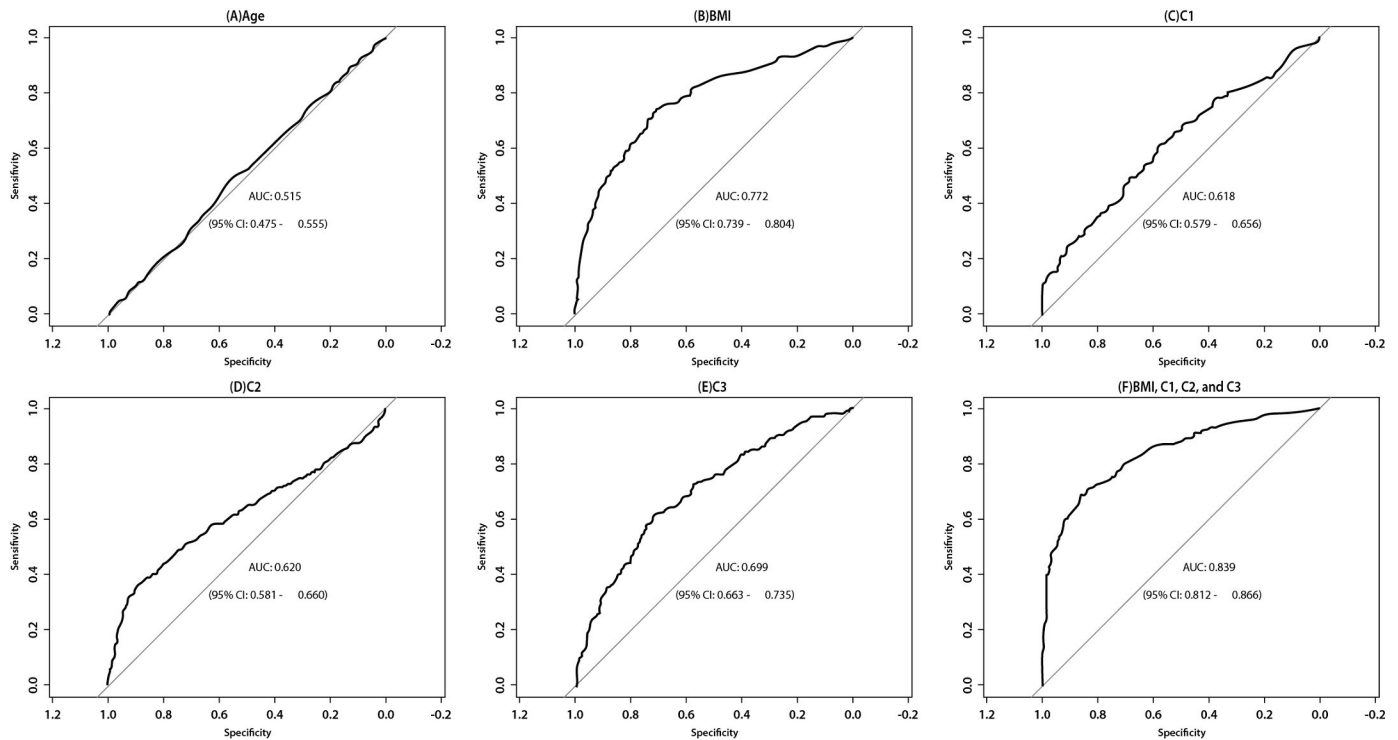 (A)Age
1.0
0.8
0.6
0.4
0.2
0.0
Sensitivity
AUC: 0.515
(95% CI: 0.475 - 0.555)
1.2 1.0 0.8 0.6 0.4 0.2 0.0 -0.2
Specificity
(B)BMI
1.0
0.8
0.6
0.4
0.2
0.0
Sensitivity
AUC: 0.772
(95% CI: 0.739 - 0.804)
1.2 1.0 0.8 0.6 0.4 0.2 0.0 -0.2
Specificity
(C)C1
1.0
0.8
0.6
0.4
0.2
0.0
Sensitivity
AUC: 0.618
(95% CI: 0.579 - 0.656)
1.2 1.0 0.8 0.6 0.4 0.2 0.0 -0.2
Specificity
(D)C2
1.0
0.8
0.6
0.4
0.2
0.0
Sensitivity
AUC: 0.620
(95% CI: 0.581 - 0.660)
1.2 1.0 0.8 0.6 0.4 0.2 0.0 -0.2
Specificity
(E)C3
1.0
0.8
0.6
0.4
0.2
0.0
Sensitivity
AUC: 0.699
(95% CI: 0.663 - 0.735)
1.2 1.0 0.8 0.6 0.4 0.2 0.0 -0.2
Specificity
(F)BMI, C1, C2, and C3
1.0
0.8
0.6
0.4
0.2
0.0
Sensitivity
AUC: 0.839
(95% CI: 0.812 - 0.866)
1.2 1.0 0.8 0.6 0.4 0.2 0.0 -0.2
Specificity